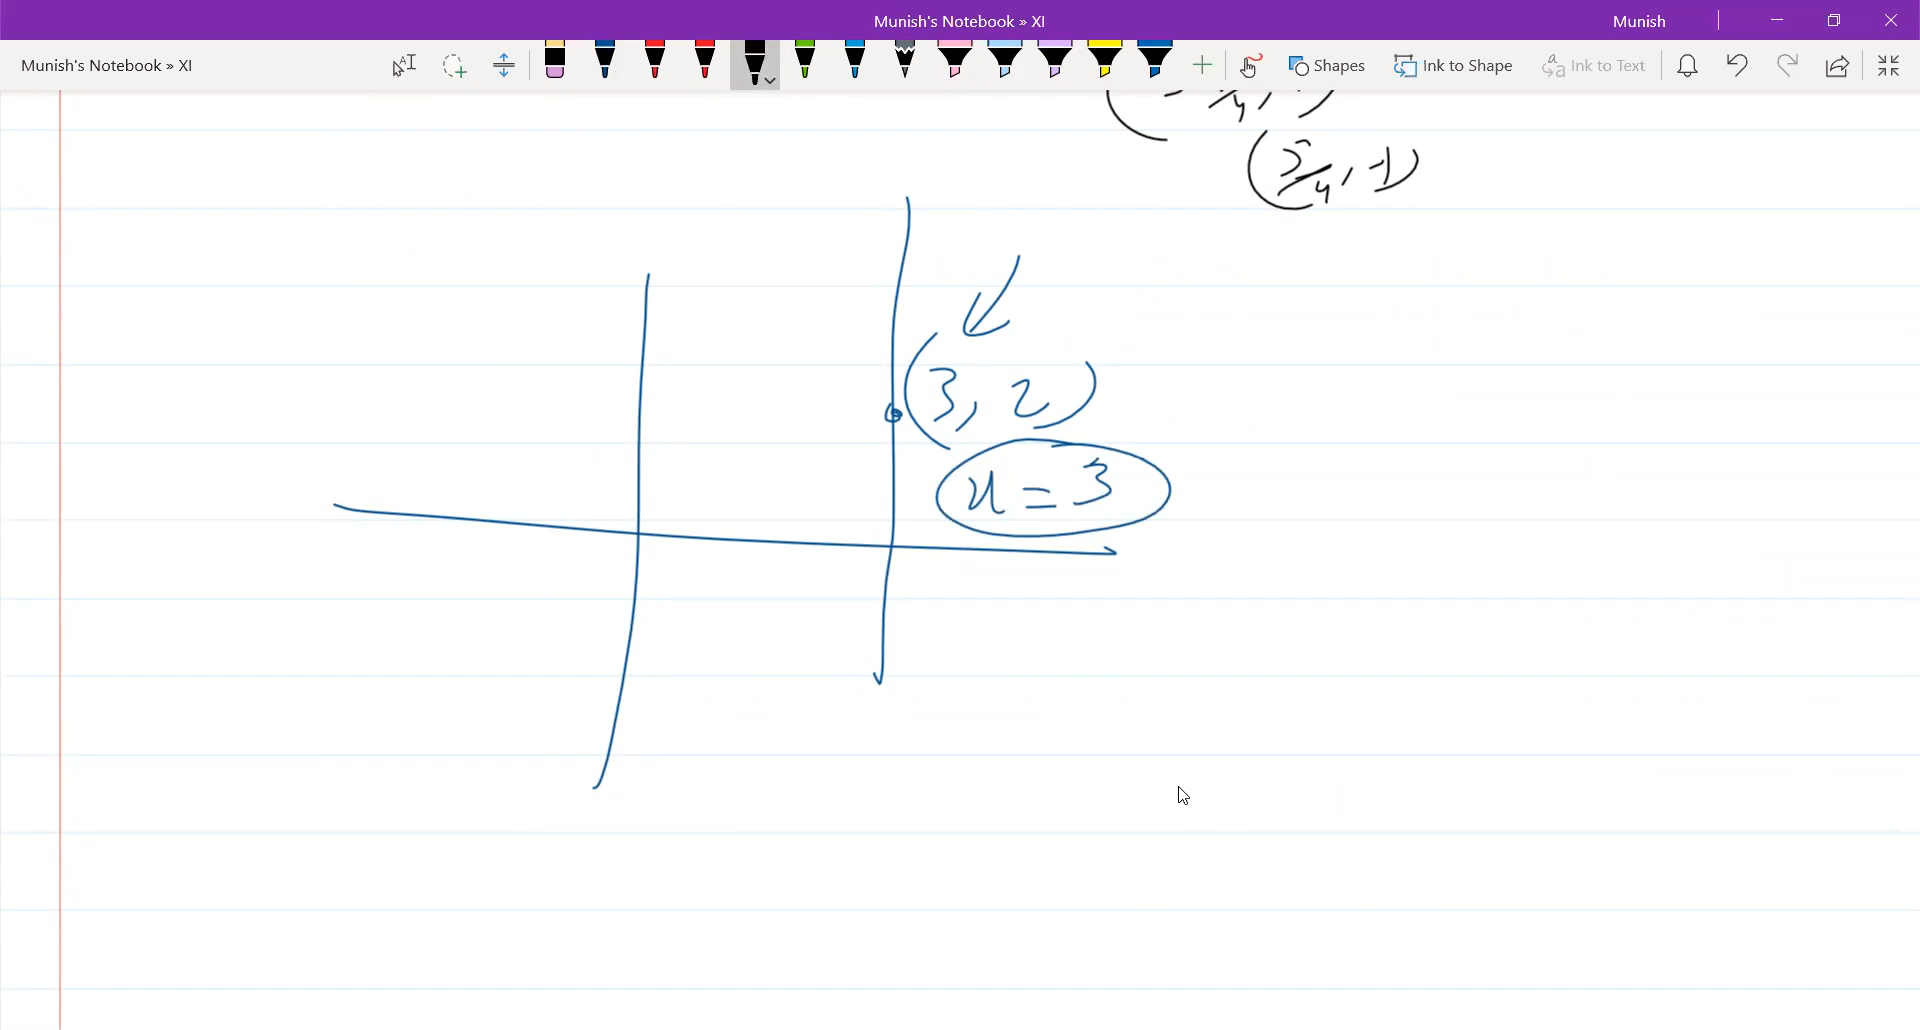 Munish's Notebook » XI
Munish
Munish's Notebook » XI
Shapes
Ink to Shape
Ink to Text
(5/4, -1)
(3, 2)
x = 3